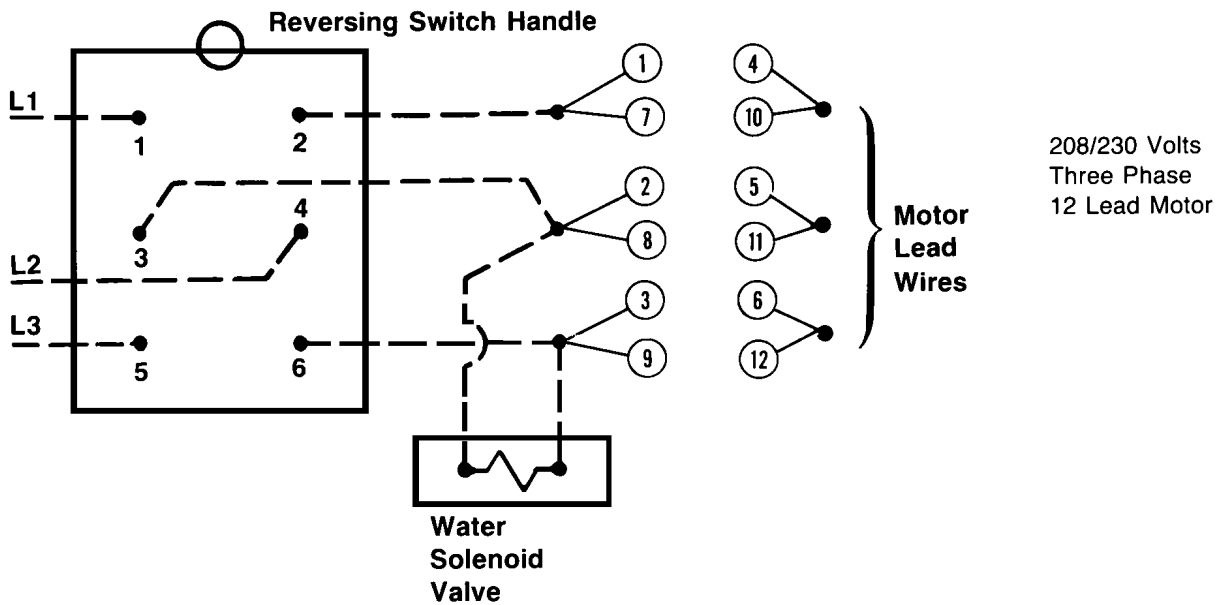 Reversing Switch Handle
L1
1
2
3
4
L2
L3
5
6
1
7
2
8
3
9
4
10
5
11
6
12
Motor
Lead
Wires
208/230 Volts
Three Phase
12 Lead Motor
Water
Solenoid
Valve